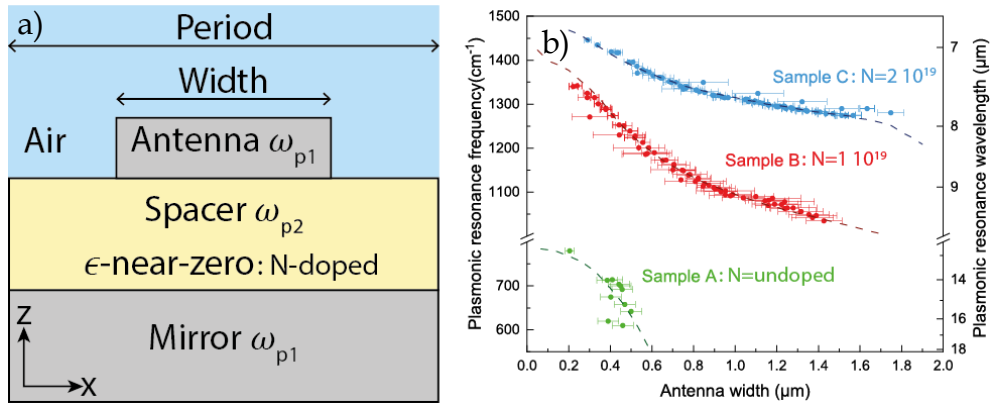 a)
Period
Width
Air
Antenna ωp1
Spacer ωp2
ϵ-near-zero: N-doped
Mirror ωp1
z
x
b)
Plasmonic resonance frequency(cm⁻¹)
1500
1400
1300
1200
1100
700
600
Sample C: N=2 10¹⁹
Sample B: N=1 10¹⁹
Sample A: N=undoped
0.0 0.2 0.4 0.6 0.8 1.0 1.2 1.4 1.6 1.8 2.0
Antenna width (µm)
7
8
9
14
16
18
Plasmonic resonance wavelength (µm)